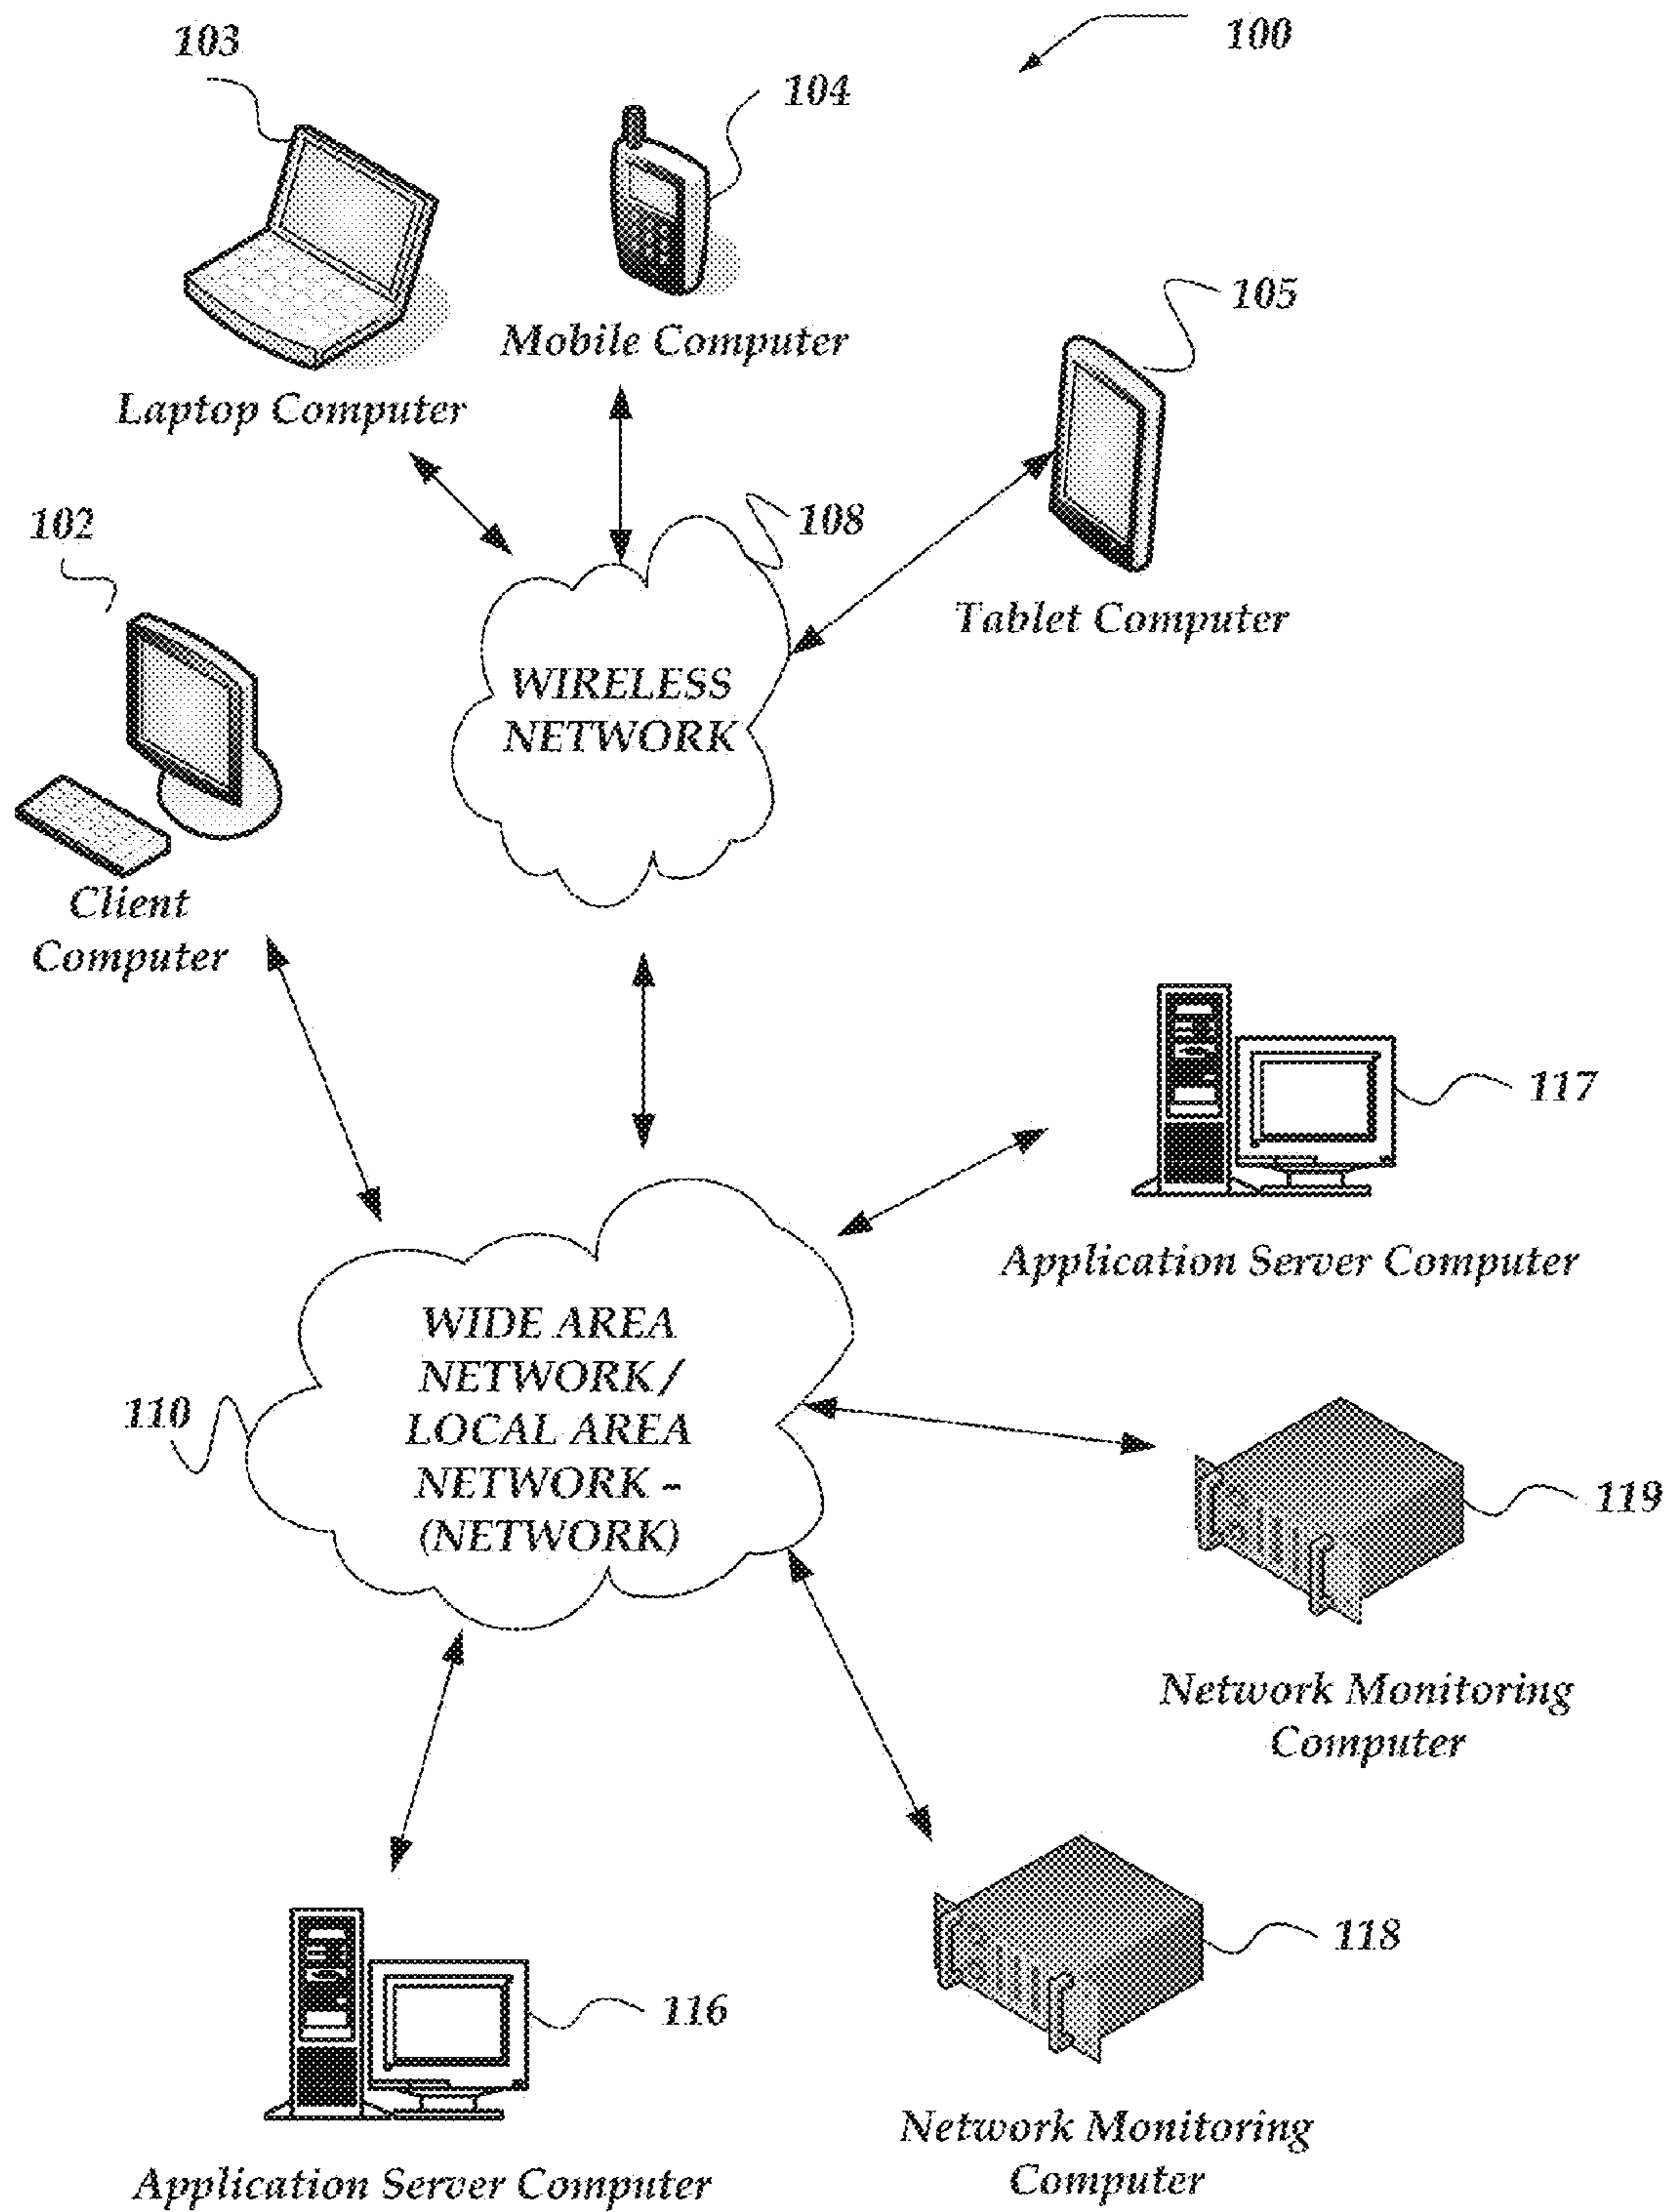 100
103
104
Mobile Computer
105
Laptop Computer
102
108
Tablet Computer
WIRELESS
NETWORK
Client
Computer
117
Application Server Computer
WIDE AREA
NETWORK /
LOCAL AREA
NETWORK -
(NETWORK)
110
119
Network Monitoring
Computer
118
116
Network Monitoring
Computer
Application Server Computer